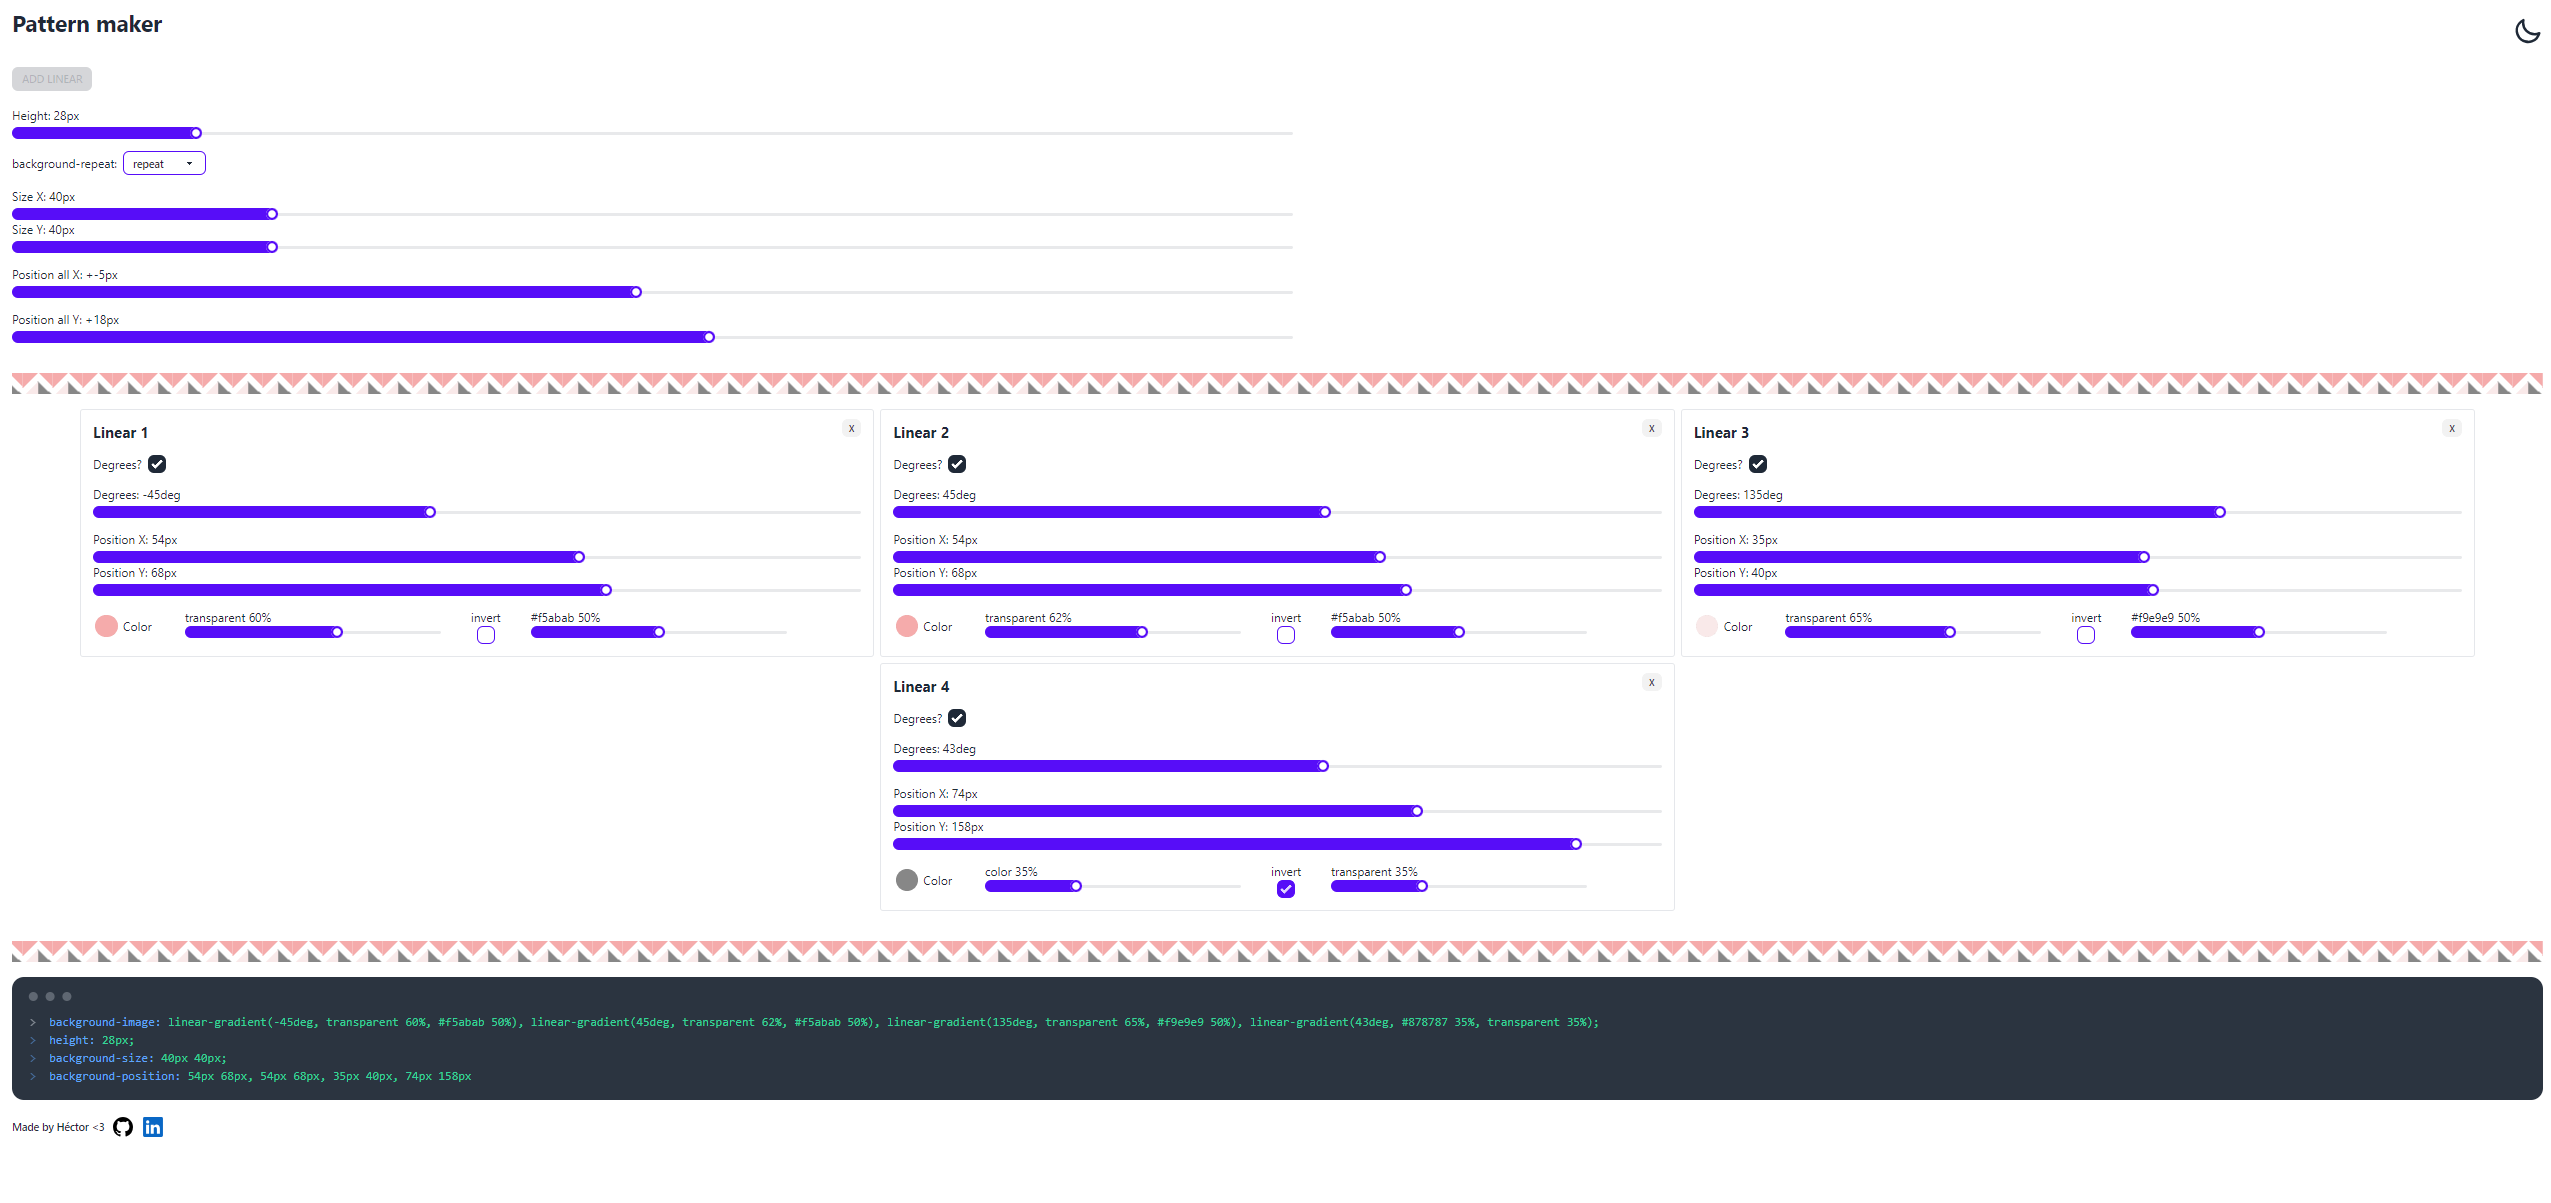 Pattern maker
ADD LINEAR
Height: 28px
background-repeat: repeat
Size X: 40px
Size Y: 40px
Position all X: +-5px
Position all Y: +18px
Linear 1
x
Degrees?
Degrees: -45deg
Position X: 54px
Position Y: 68px
Color
transparent 60%
invert
#f5abab 50%
Linear 2
x
Degrees?
Degrees: 45deg
Position X: 54px
Position Y: 68px
Color
transparent 62%
invert
#f5abab 50%
Linear 3
x
Degrees?
Degrees: 135deg
Position X: 35px
Position Y: 40px
Color
transparent 65%
invert
#f9e9e9 50%
Linear 4
x
Degrees?
Degrees: 43deg
Position X: 74px
Position Y: 158px
Color
color 35%
invert
transparent 35%
> background-image: linear-gradient(-45deg, transparent 60%, #f5abab 50%), linear-gradient(45deg, transparent 62%, #f5abab 50%), linear-gradient(135deg, transparent 65%, #f9e9e9 50%), linear-gradient(43deg, #878787 35%, transparent 35%);
> height: 28px;
> background-size: 40px 40px;
> background-position: 54px 68px, 54px 68px, 35px 40px, 74px 158px
Made by Héctor <3
in